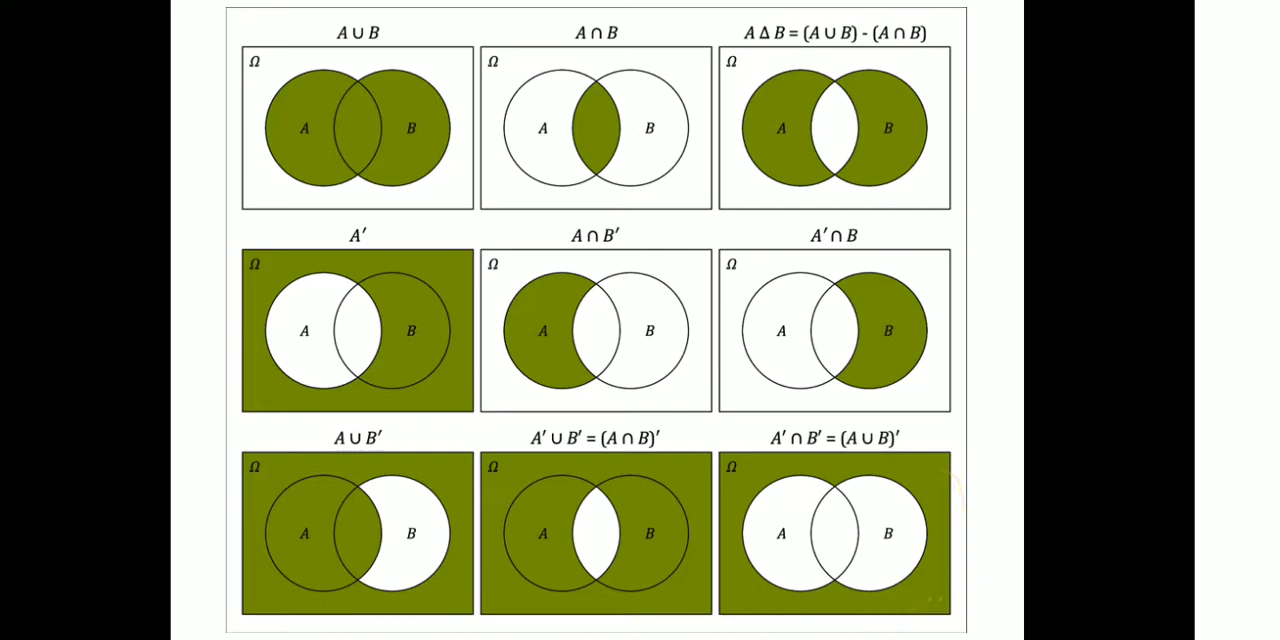 A ∪ B
A ∩ B
A Δ B = (A ∪ B) - (A ∩ B)
Ω
A
B
Ω
A
B
Ω
A
B
A′
A ∩ B′
A′ ∩ B
Ω
A
B
Ω
A
B
Ω
A
B
A ∪ B′
A′ ∪ B′ = (A ∩ B)′
A′ ∩ B′ = (A ∪ B)′
Ω
A
B
Ω
A
B
Ω
A
B